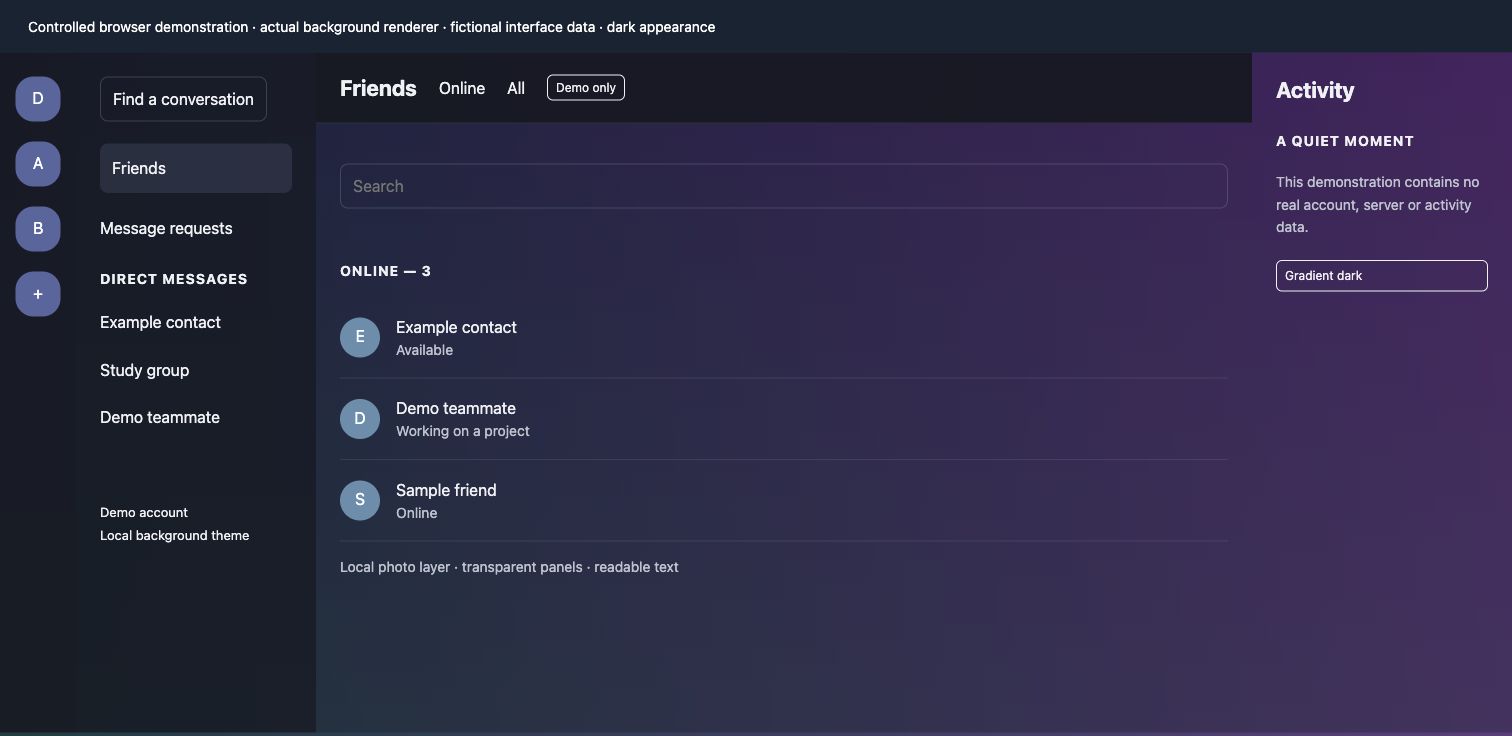 Controlled browser demonstration · actual background renderer · fictional interface data · dark appearance
D
A
B
+
Find a conversation
Friends
Message requests
DIRECT MESSAGES
Example contact
Study group
Demo teammate
Demo account
Local background theme
Friends
Online
All
Demo only
Search
ONLINE — 3
E
Example contact
Available
D
Demo teammate
Working on a project
S
Sample friend
Online
Local photo layer · transparent panels · readable text
Activity
A QUIET MOMENT
This demonstration contains no
real account, server or activity
data.
Gradient dark